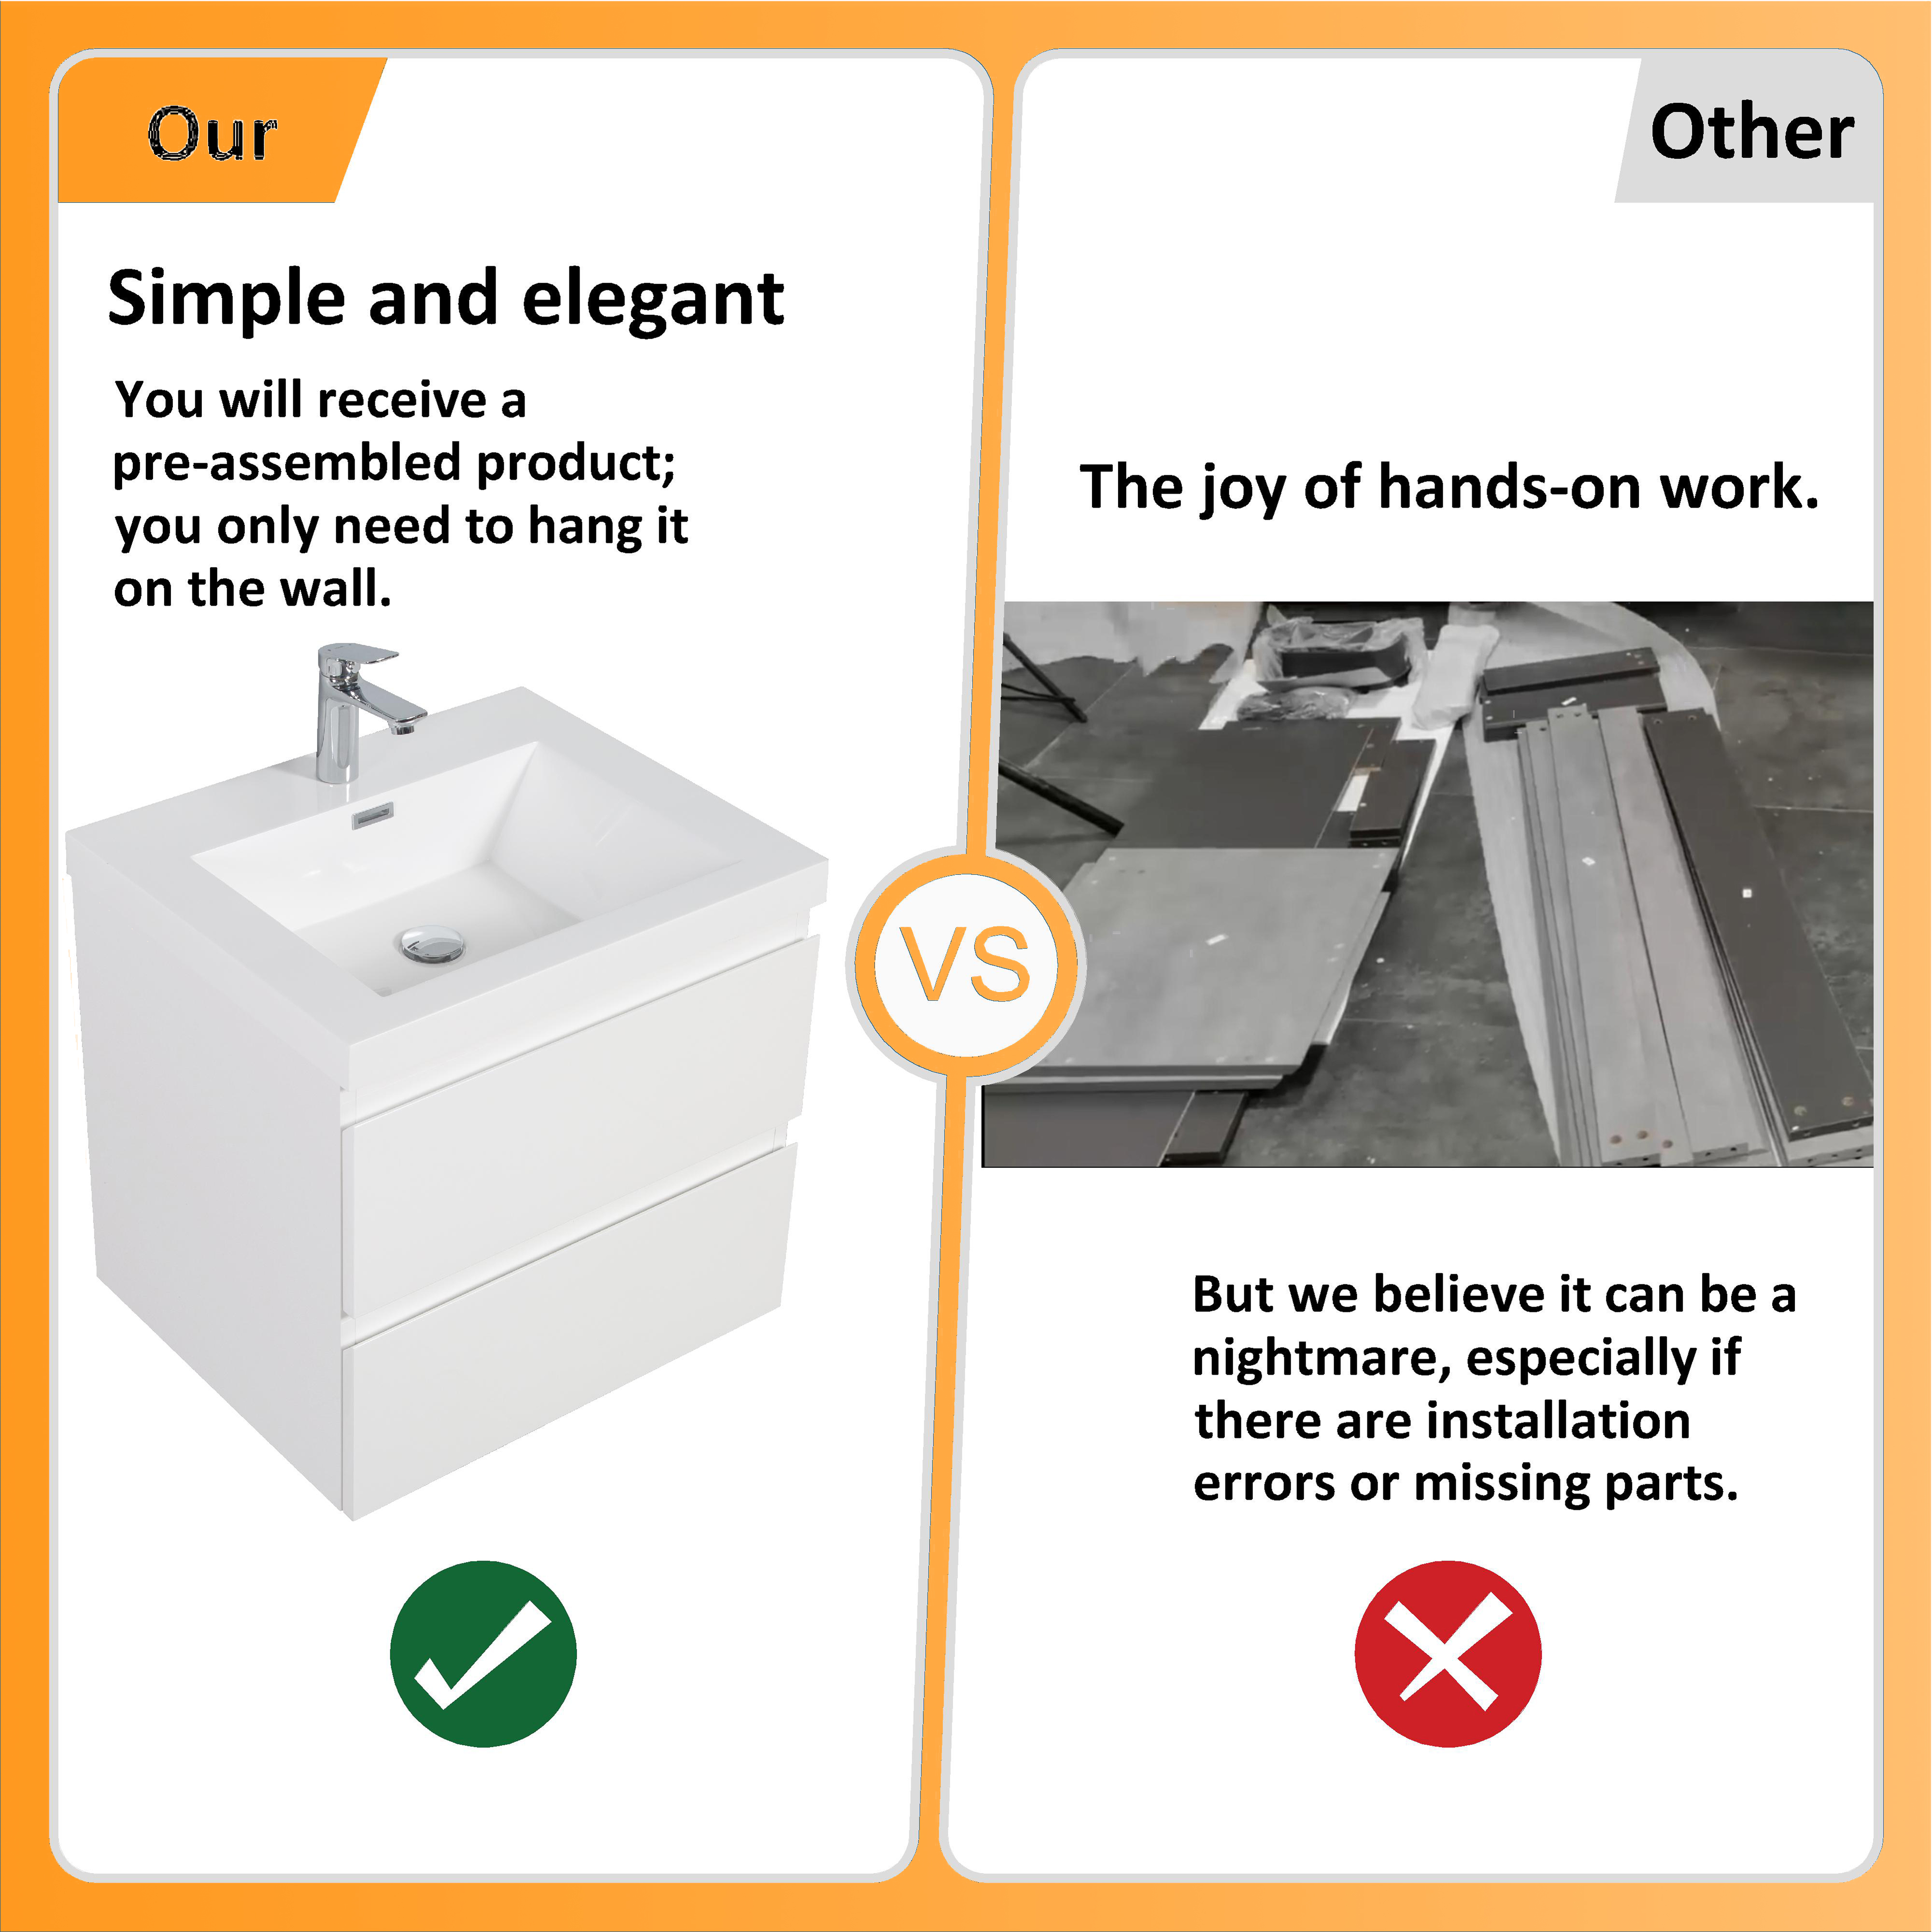 Our
Simple and elegant
You will receive a
pre-assembled product;
you only need to hang it
on the wall.
VS
Other
The joy of hands-on work.
But we believe it can be a
nightmare, especially if
there are installation
errors or missing parts.